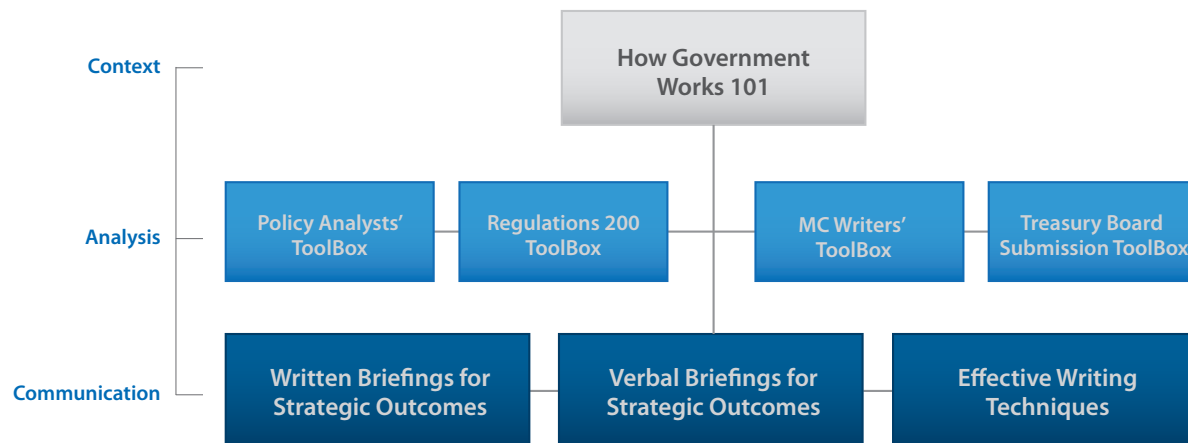 Context
How Government
Works 101
Analysis
Policy Analysts’
ToolBox
Regulations 200
ToolBox
MC Writers’
ToolBox
Treasury Board
Submission ToolBox
Communication
Written Briefings for
Strategic Outcomes
Verbal Briefings for
Strategic Outcomes
Effective Writing
Techniques